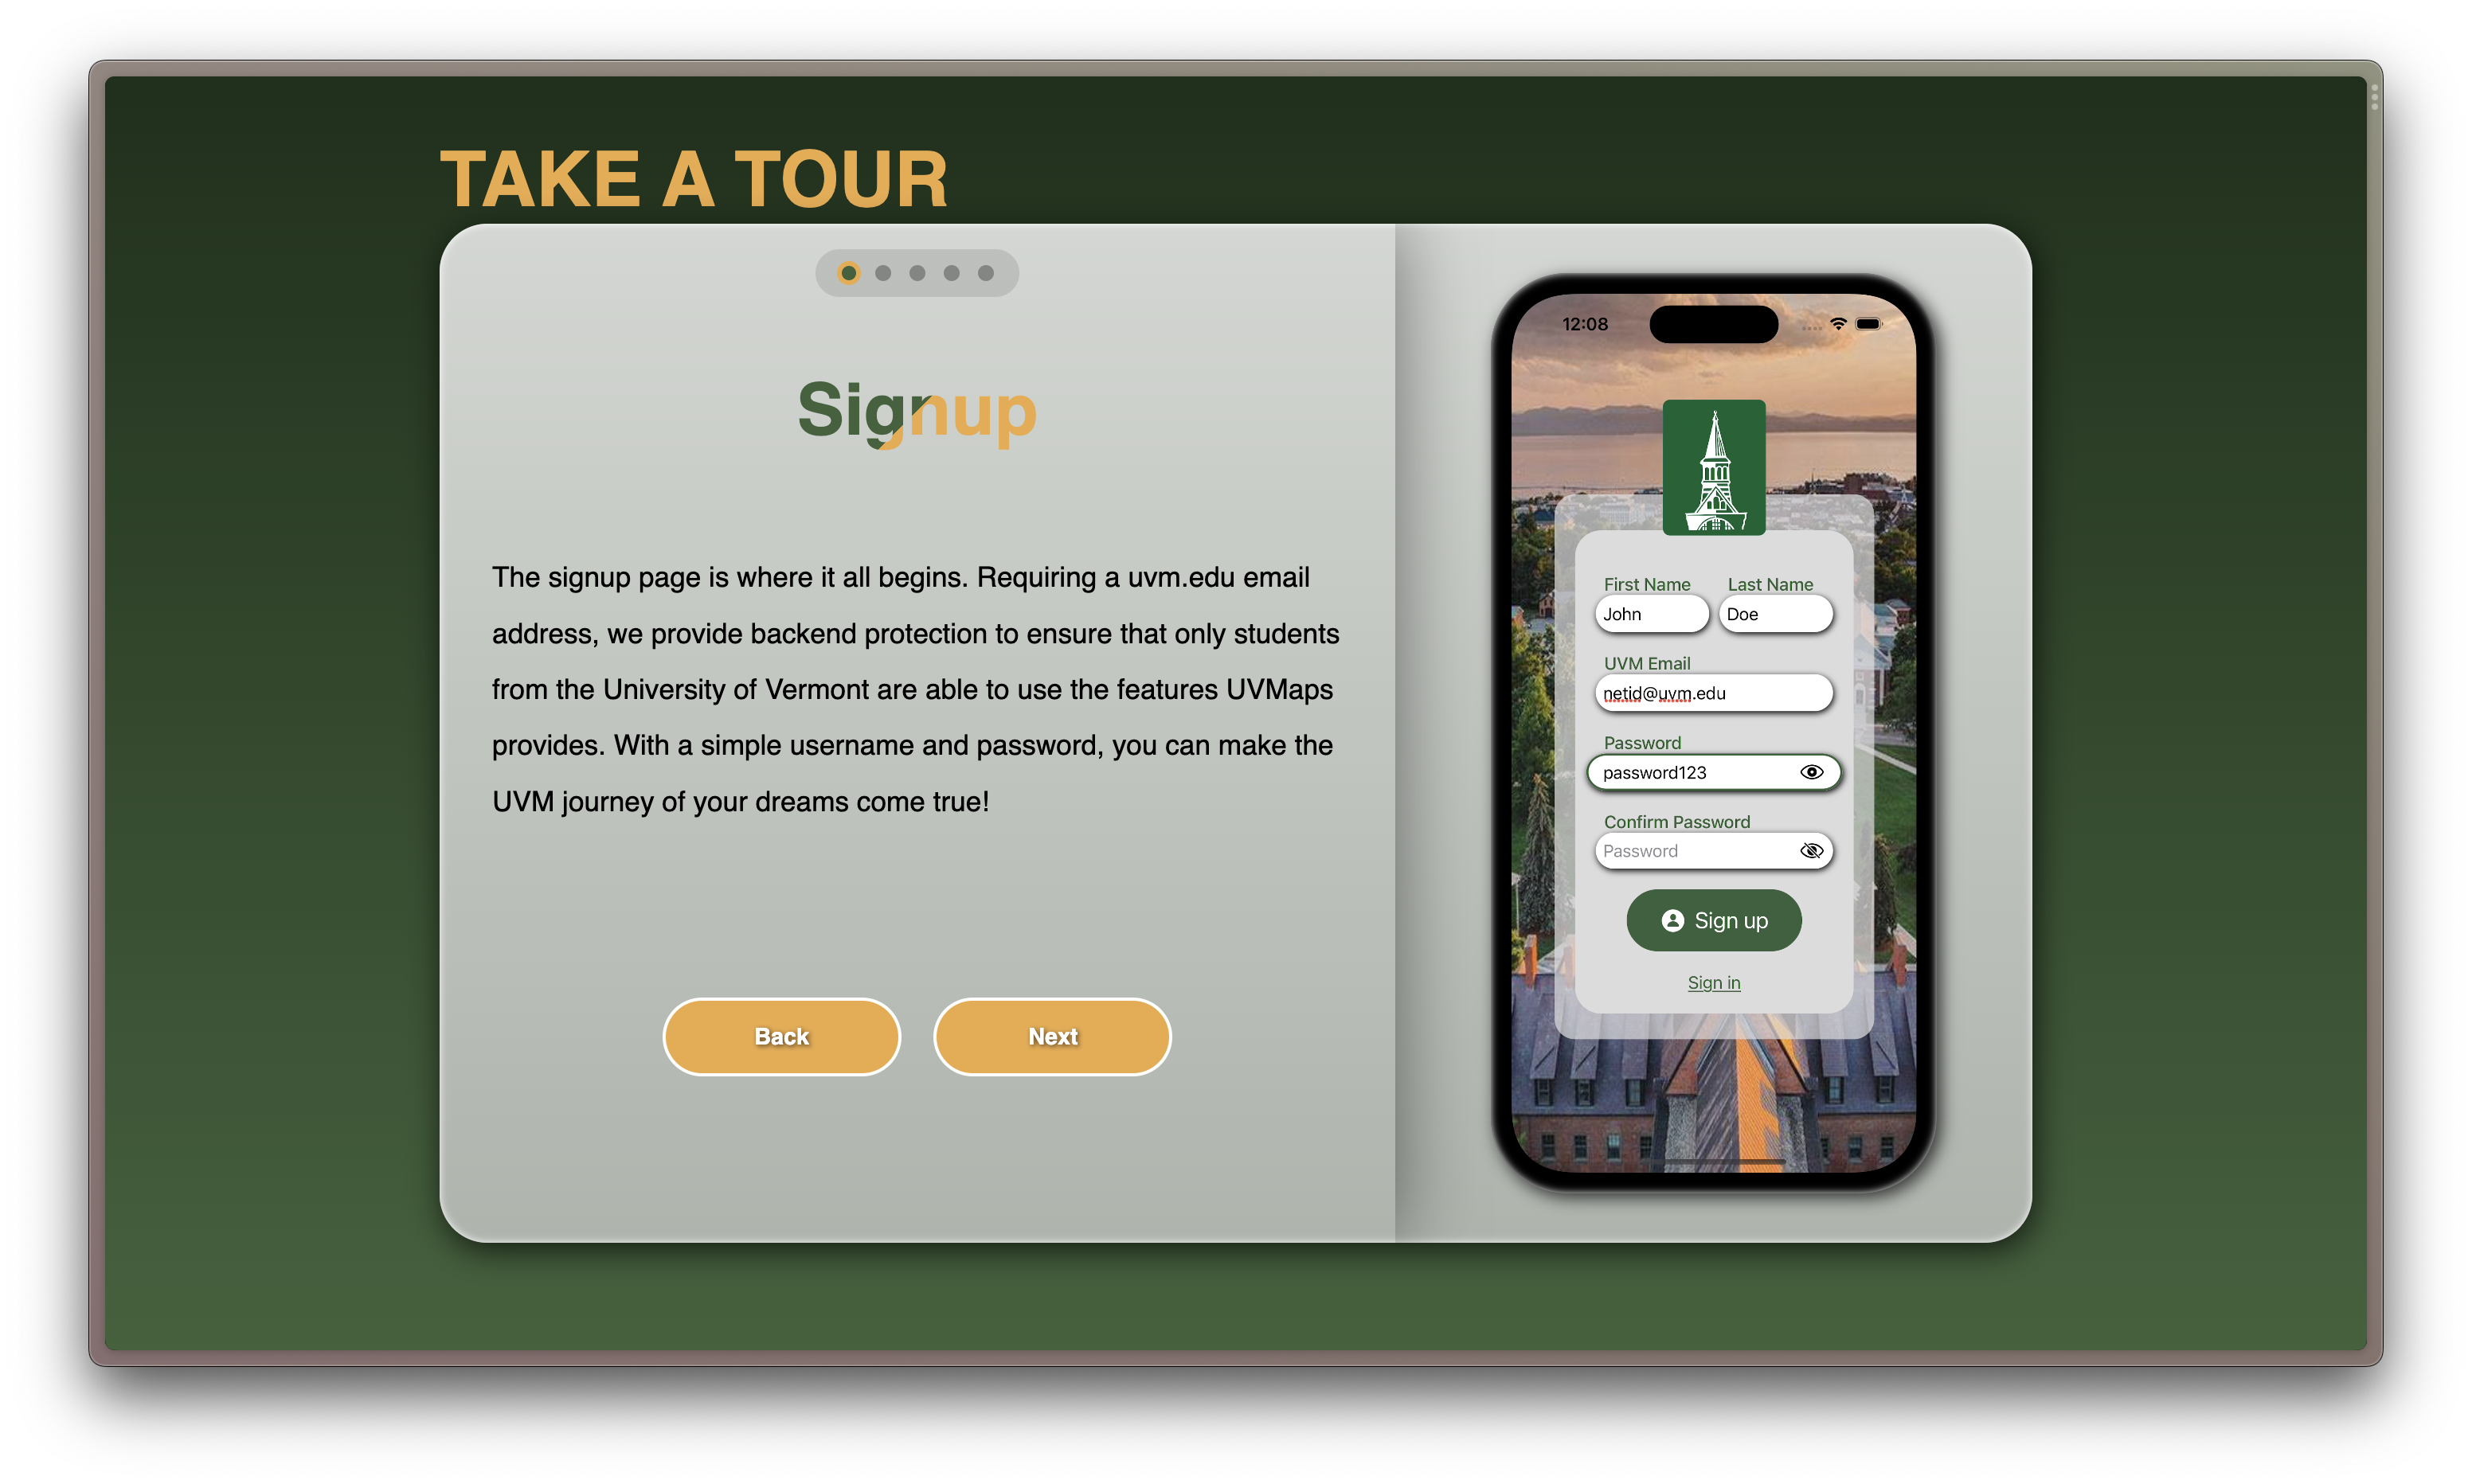 TAKE A TOUR
Signup
The signup page is where it all begins. Requiring a uvm.edu email
address, we provide backend protection to ensure that only students
from the University of Vermont are able to use the features UVMaps
provides. With a simple username and password, you can make the
UVM journey of your dreams come true!
Back Next
12:08
First Name Last Name
John Doe
UVM Email
netid@uvm.edu
Password
password123
Confirm Password
Password
Sign up
Sign in